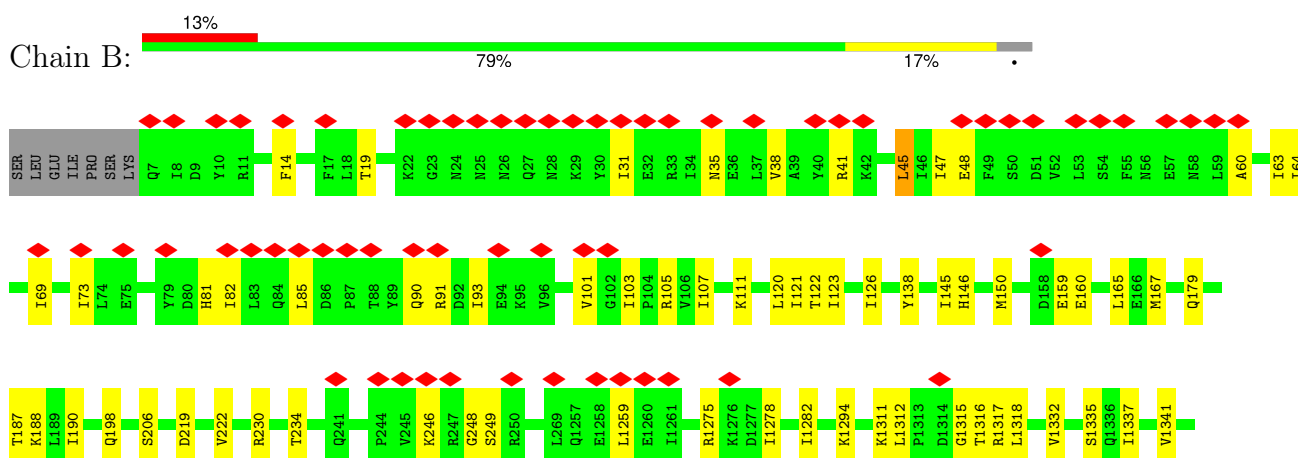 13%
Chain B:
79% 17% •
SER LEU GLU ILE PRO SER LYS Q7 I8 D9 Y10 R11 F14 F17 L18 T19 K22 G23 N24 N25 N26 Q27 N28 K29 Y30 I31 E32 R33 I34 N35 E36 L37 V38 A39 Y40 R41 K42 L45 I46 I47 E48 F49 S50 D51 V52 L53 S54 F55 N56 E57 N58 L59 A60 I63 I64
I69 I73 L74 E75 Y79 D80 H81 I82 L83 Q84 L85 D86 P87 T88 Y89 Q90 R91 D92 I93 E94 K95 V96 V101 G102 I103 P104 R105 V106 I107 K111 L120 I121 T122 I123 I126 Y138 I145 H146 M150 D158 E159 E160 L165 E166 M167 Q179
T187 K188 L189 I190 Q198 S206 D219 V222 R230 T234 Q241 P244 V245 K246 R247 G248 S249 R250 L269 Q1257 E1258 L1259 E1260 I1261 R1275 K1276 D1277 I1278 I1282 K1294 K1311 L1312 P1313 D1314 G1315 T1316 R1317 L1318 V1332 S1335 Q1336 I1337 V1341